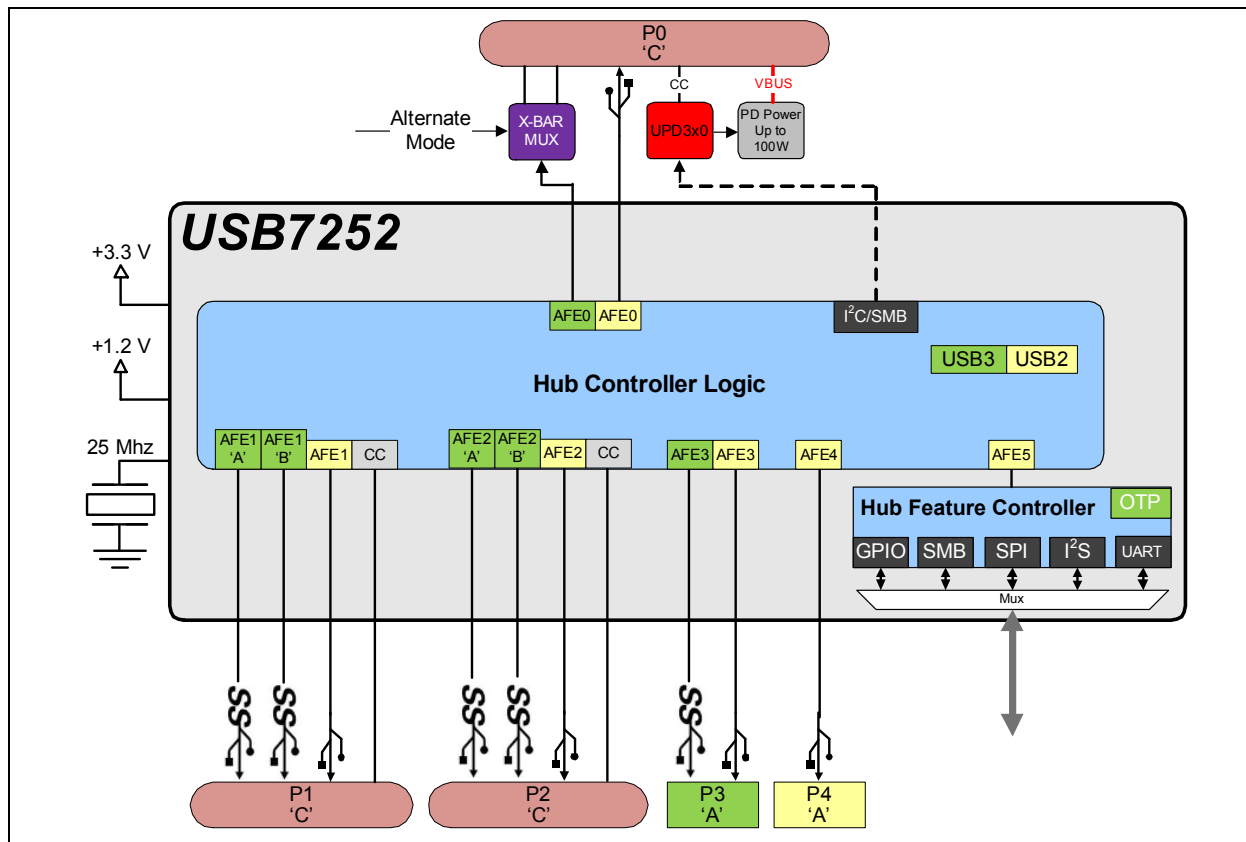 P0
'C'
CC
VBUS
Alternate
Mode
X-BAR
MUX
UPD3x0
PD Power
Up to
100W
USB7252
+3.3 V
+1.2 V
25 Mhz
AFE0
AFE0
I²C/SMB
USB3
USB2
Hub Controller Logic
AFE1
'A'
AFE1
'B'
AFE1
CC
AFE2
'A'
AFE2
'B'
AFE2
CC
AFE3
AFE3
AFE4
AFE5
Hub Feature Controller
OTP
GPIO
SMB
SPI
I²S
UART
Mux
SS
SS
SS
SS
SS
P1
'C'
P2
'C'
P3
'A'
P4
'A'